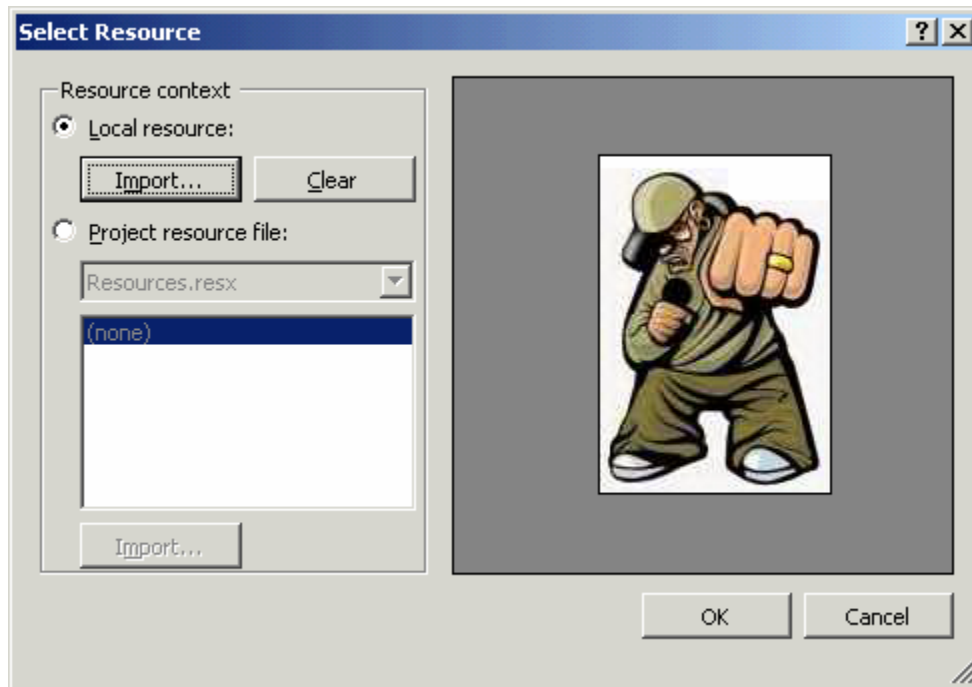 Select Resource
Resource context
Local resource:
Import...
Clear
Project resource file:
Resources.resx
(none)
Import...
OK
Cancel